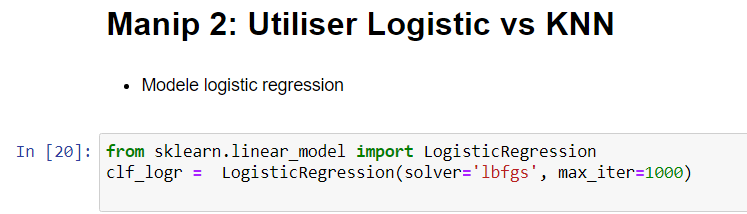 Manip 2: Utiliser Logistic vs KNN
• Modele logistic regression
In [20]: from sklearn.linear_model import LogisticRegression
clf_logr =  LogisticRegression(solver='lbfgs', max_iter=1000)